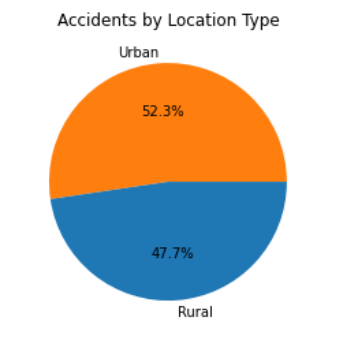 Accidents by Location Type
Urban
52.3%
47.7%
Rural